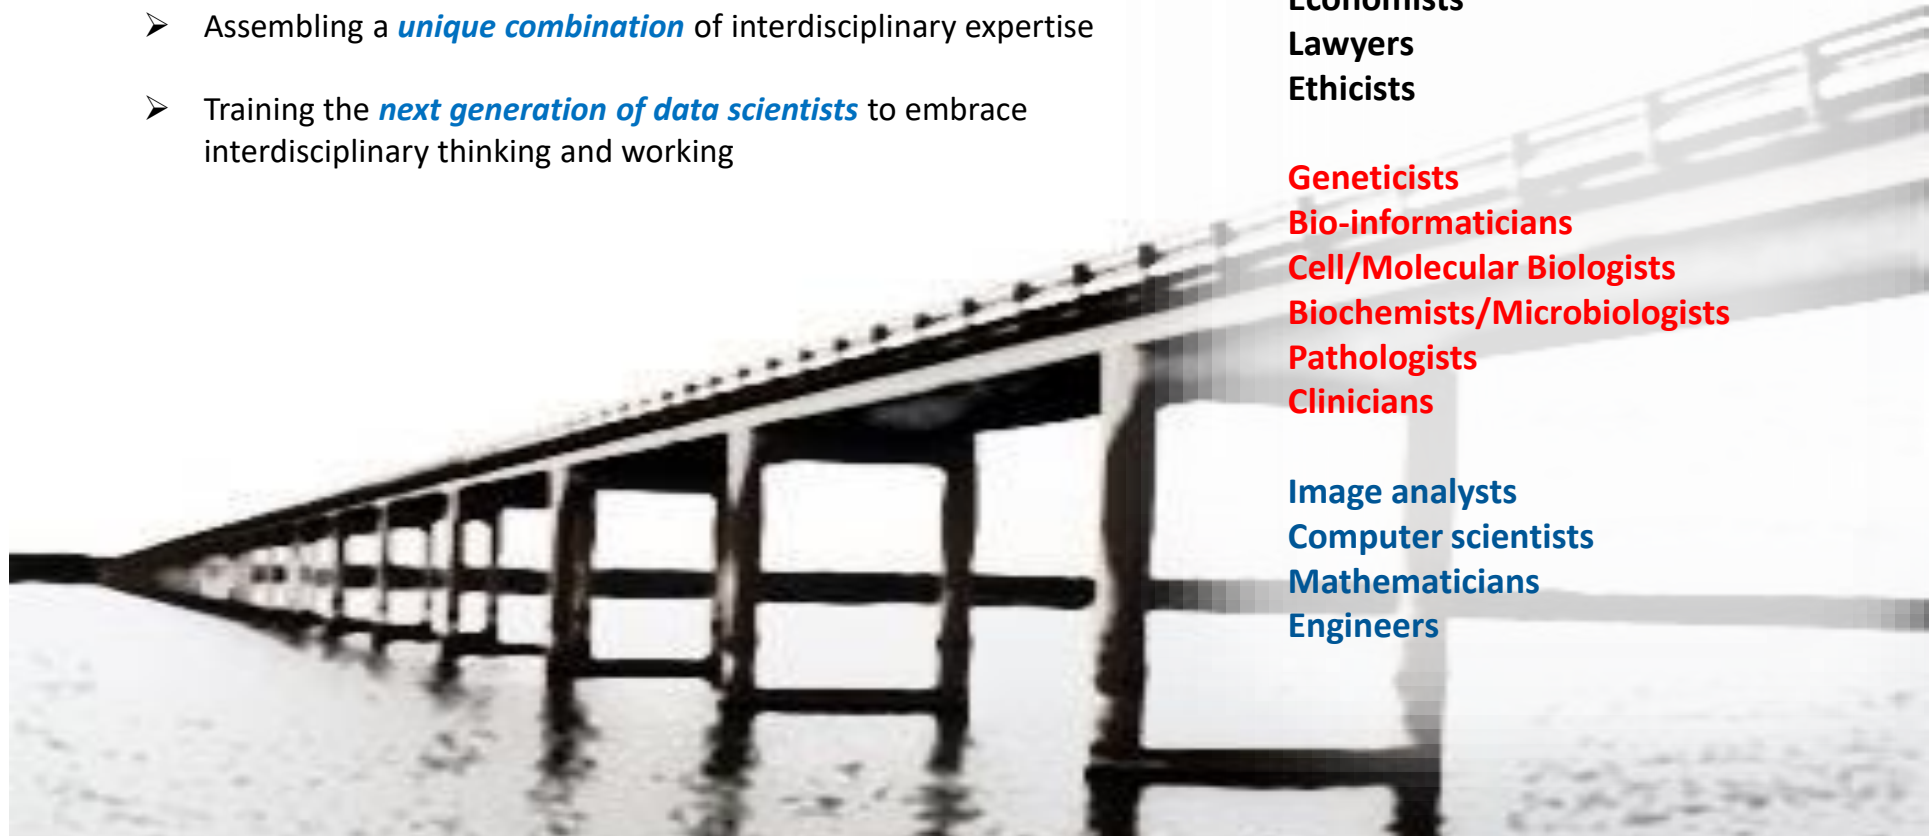 ➢ Assembling a unique combination of interdisciplinary expertise
➢ Training the next generation of data scientists to embrace
interdisciplinary thinking and working
Economists
Lawyers
Ethicists
Geneticists
Bio-informaticians
Cell/Molecular Biologists
Biochemists/Microbiologists
Pathologists
Clinicians
Image analysts
Computer scientists
Mathematicians
Engineers